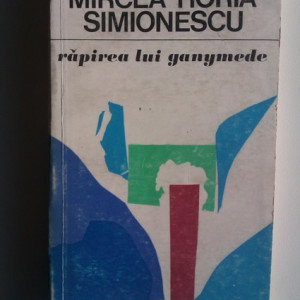 MIRCEA HORIA
SIMIONESCU
răpirea lui ganymede